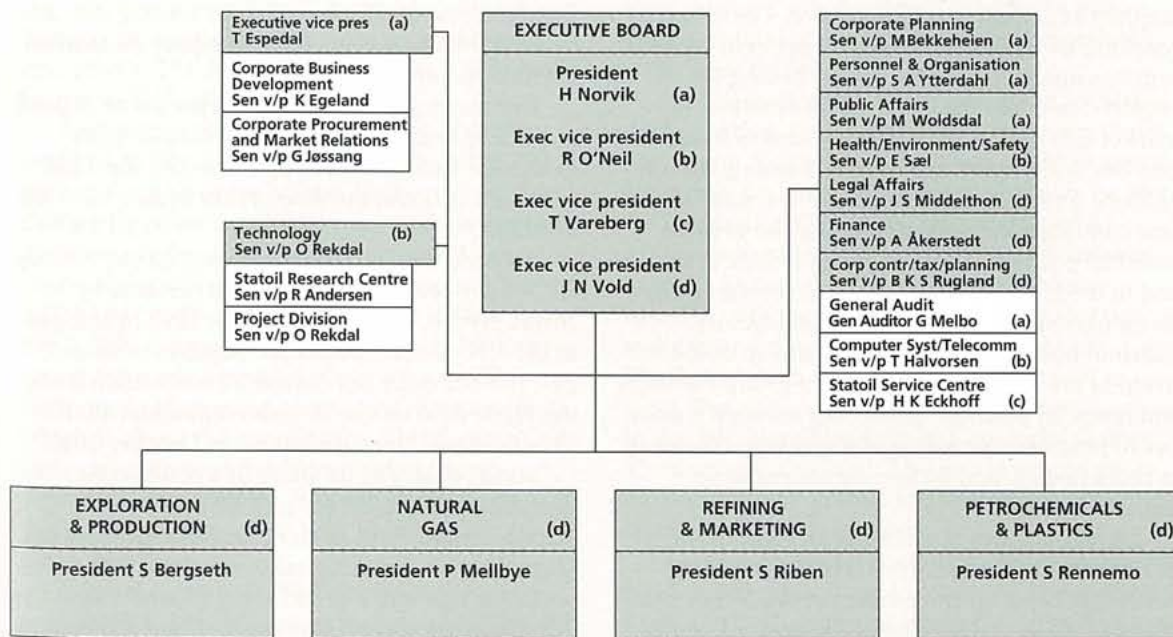 Executive vice pres (a)
T Espedal
Corporate Business
Development
Sen v/p K Egeland
Corporate Procurement
and Market Relations
Sen v/p G Jøssang
Technology (b)
Sen v/p O Rekdal
Statoil Research Centre
Sen v/p R Andersen
Project Division
Sen v/p O Rekdal
EXECUTIVE BOARD
President
H Norvik (a)
Exec vice president
R O'Neil (b)
Exec vice president
T Vareberg (c)
Exec vice president
J N Vold (d)
Corporate Planning
Sen v/p M Bekkeheien (a)
Personnel & Organisation
Sen v/p S A Ytterdahl (a)
Public Affairs
Sen v/p M Woldsdal (a)
Health/Environment/Safety
Sen v/p E Sæl (b)
Legal Affairs
Sen v/p J S Middelthon (d)
Finance
Sen v/p A Åkerstedt (d)
Corp contr/tax/planning
Sen v/p B K S Rugland (d)
General Audit
Gen Auditor G Melbo (a)
Computer Syst/Telecomm
Sen v/p T Halvorsen (b)
Statoil Service Centre
Sen v/p H K Eckhoff (c)
EXPLORATION
& PRODUCTION (d)
President S Bergseth
NATURAL
GAS (d)
President P Mellbye
REFINING
& MARKETING (d)
President S Riben
PETROCHEMICALS
& PLASTICS (d)
President S Rennemo